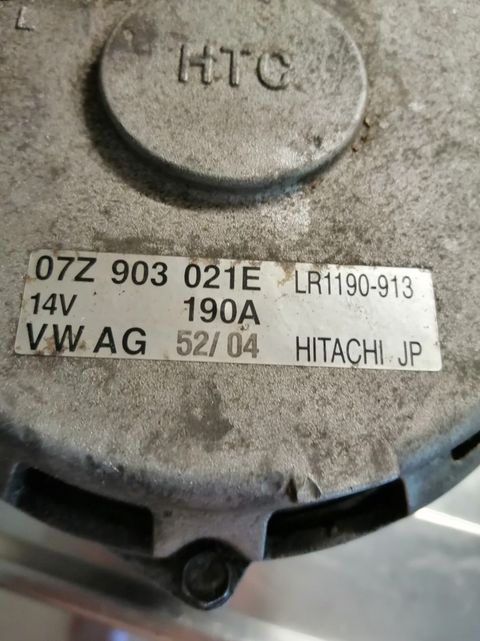 HTC
07Z 903 021E LR1190-913
14V 190A
VW AG 52/04 HITACHI JP